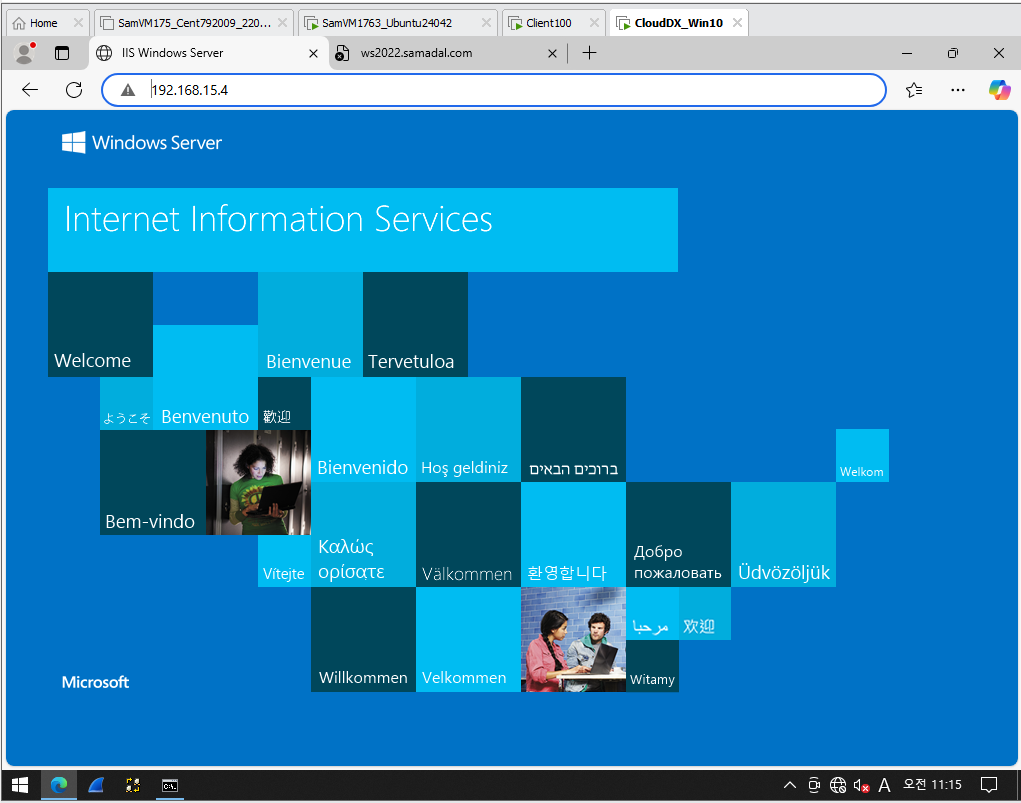 Home
SamVM175_Cent792009_220...
SamVM1763_Ubuntu24042
Client100
CloudDX_Win10
IIS Windows Server
ws2022.samadal.com
192.168.15.4
Windows Server
Internet Information Services
Welcome
Bienvenue
Tervetuloa
ようこそ
Benvenuto
歡迎
Bienvenido
Hoş geldiniz
ברוכים הבאים
Welkom
Bem-vindo
Vítejte
Καλώς
ορίσατε
Välkommen
환영합니다
Добро
пожаловать
Üdvözöljük
مرحبا
欢迎
Willkommen
Velkommen
Witamy
Microsoft
A
오전 11:15